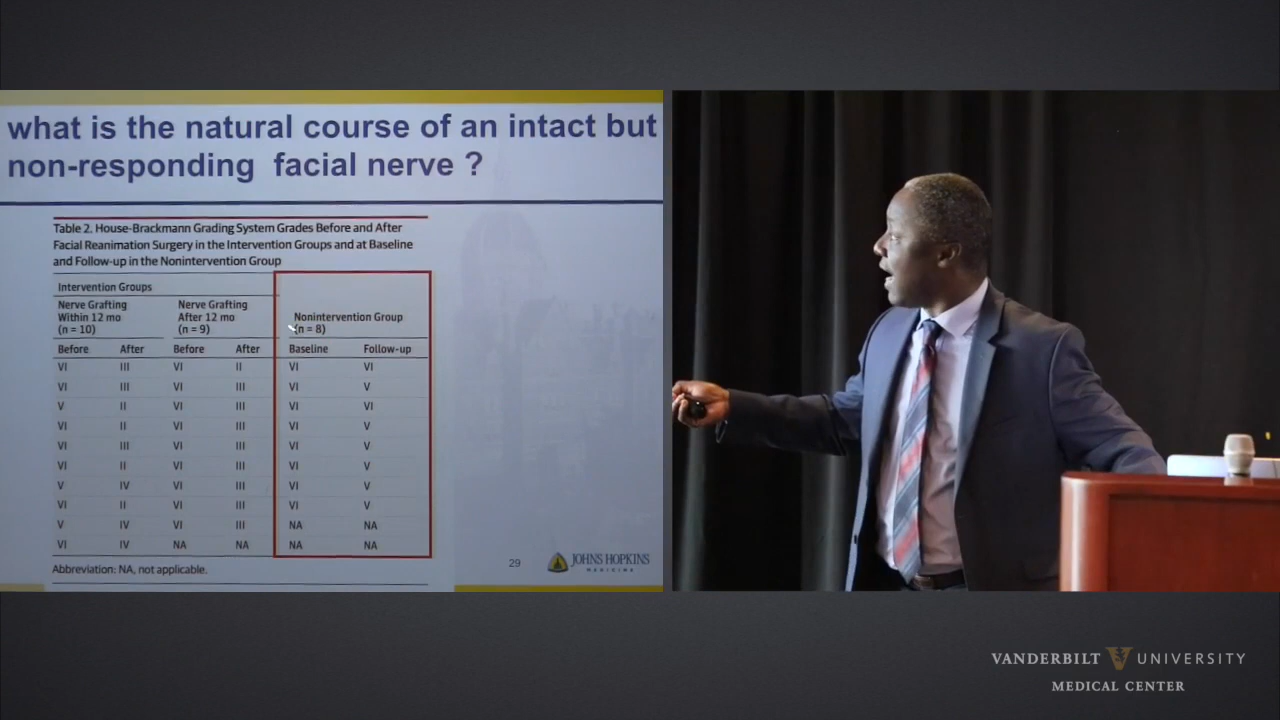 what is the natural course of an intact but
non-responding facial nerve ?
Table 2. House-Brackmann Grading System Grades Before and After
Facial Reanimation Surgery in the Intervention Groups and at Baseline
and Follow-up in the Nonintervention Group
Intervention Groups
Nerve Grafting Within 12 mo (n = 10) Nerve Grafting After 12 mo (n = 9) Nonintervention Group (n = 8)
Before After Before After Baseline Follow-up
VI III VI II VI VI
VI III VI III VI V
V II VI III VI VI
VI II VI III VI V
VI III VI III VI V
VI II VI III VI V
V IV VI III VI V
VI II VI III VI V
V IV VI III NA NA
VI IV NA NA NA NA
Abbreviation: NA, not applicable.
29
JOHNS HOPKINS
MEDICINE
VANDERBILT V UNIVERSITY
MEDICAL CENTER